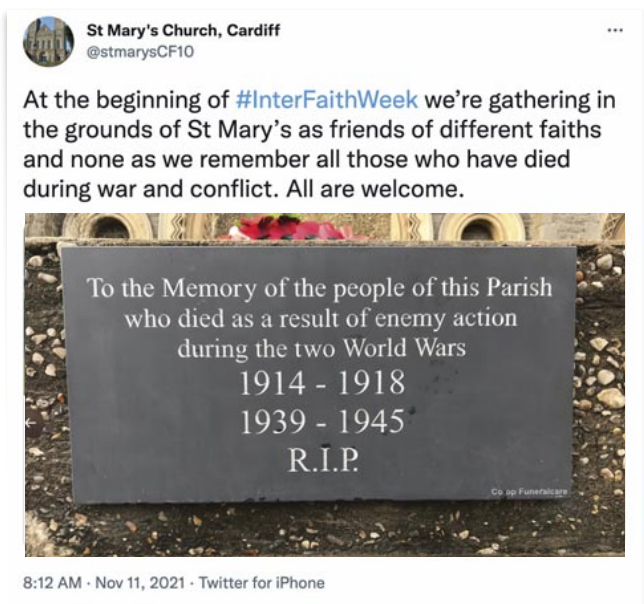 St Mary's Church, Cardiff
@stmarysCF10
At the beginning of #InterFaithWeek we're gathering in
the grounds of St Mary's as friends of different faiths
and none as we remember all those who have died
during war and conflict. All are welcome.
To the Memory of the people of this Parish
who died as a result of enemy action
during the two World Wars
1914 - 1918
1939 - 1945
R.I.P.
Co op Funeralcare
8:12 AM · Nov 11, 2021 · Twitter for iPhone